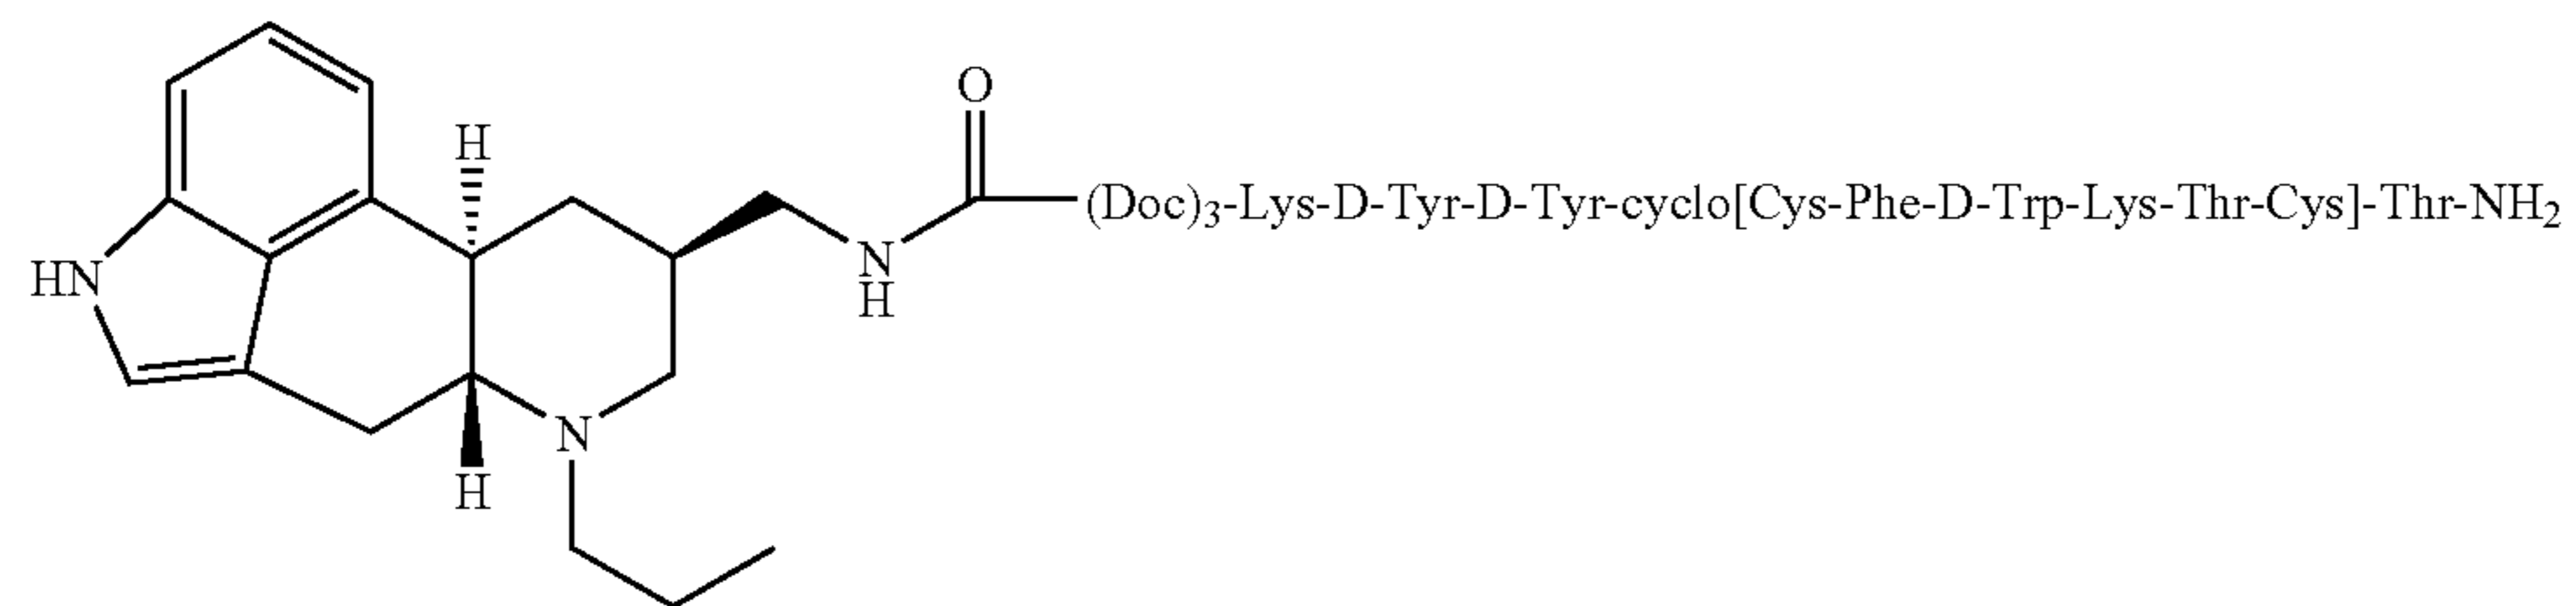 O
H
(Doc)3-Lys-D-Tyr-D-Tyr-cyclo[Cys-Phe-D-Trp-Lys-Thr-Cys]-Thr-NH2
HN
N
H
N
H